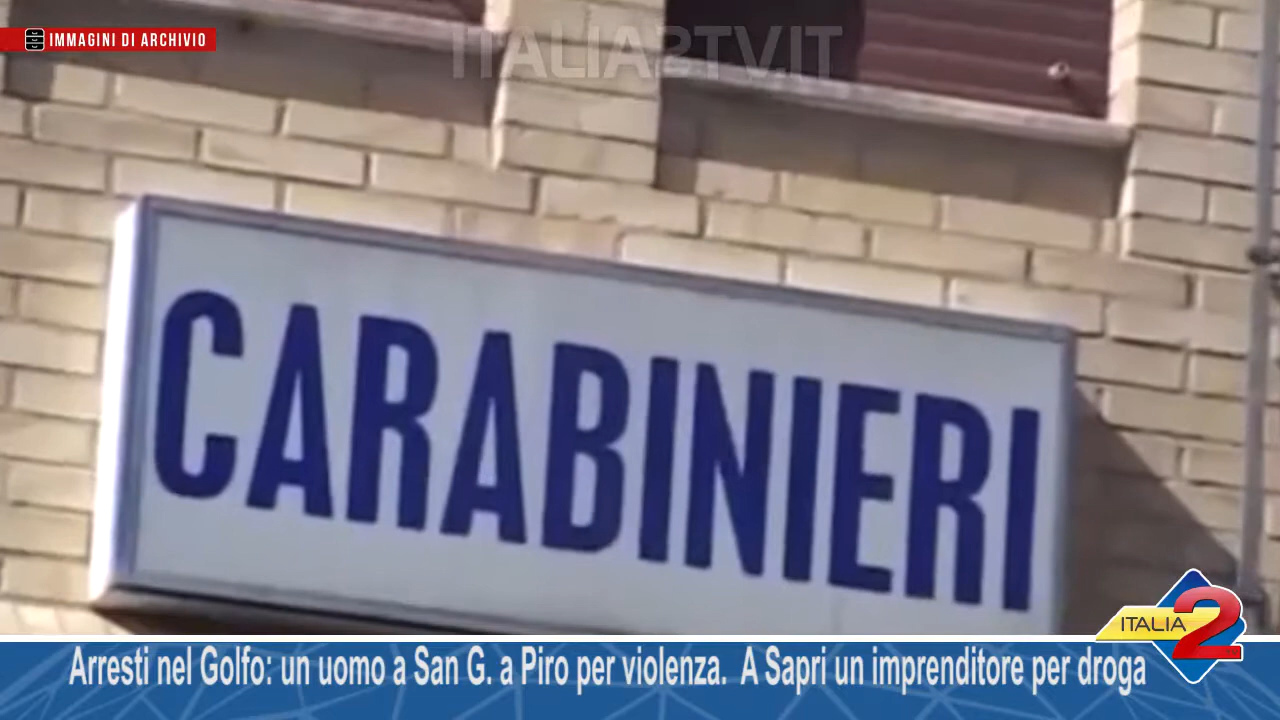 IMMAGINI DI ARCHIVIO
ITALIA2TV.IT
CARABINIERI
ITALIA 2
Arresti nel Golfo: un uomo a San G. a Piro per violenza. A Sapri un imprenditore per droga